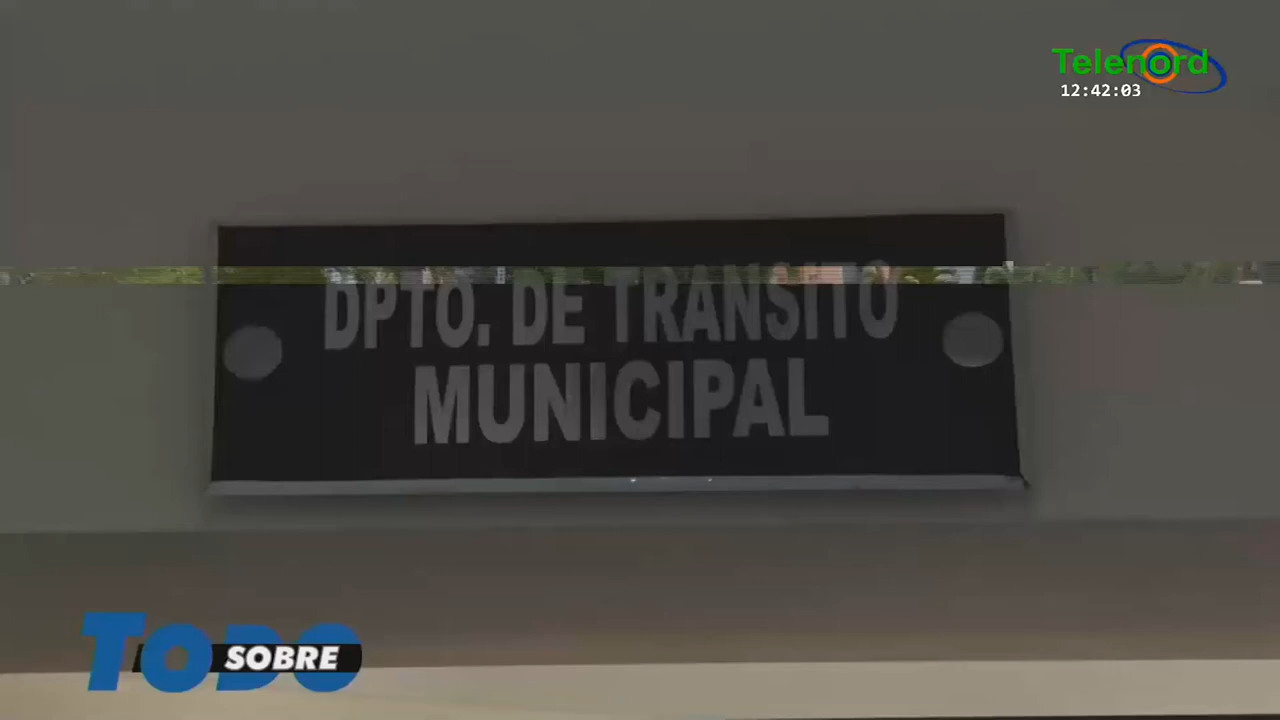 Telenord
12:42:03
DPTO. DE TRANSITO
MUNICIPAL
TODO
SOBRE